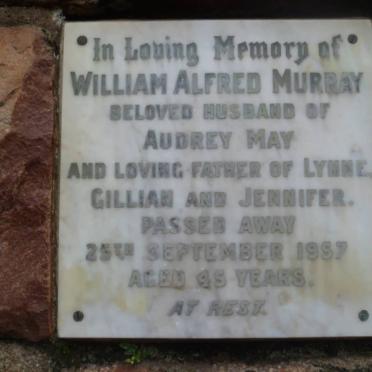 In Loving Memory of
WILLIAM ALFRED MURRAY
BELOVED HUSBAND OF
AUDREY MAY
AND LOVING FATHER OF LYNNE,
GILLIAN AND JENNIFER.
PASSED AWAY
25TH SEPTEMBER 1957
AGED 45 YEARS.
AT REST.